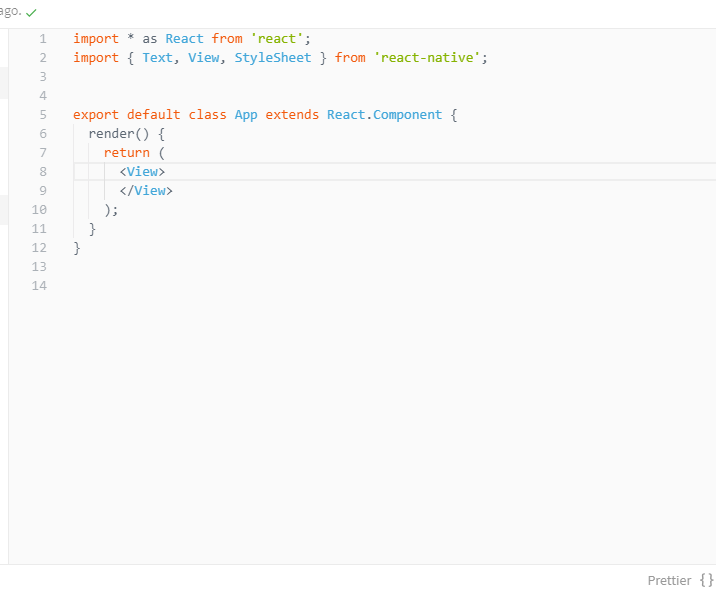 ago. ✓
1 import * as React from 'react';
2 import { Text, View, StyleSheet } from 'react-native';
3
4
5 export default class App extends React.Component {
6   render() {
7     return (
8       <View>
9       </View>
10     );
11   }
12 }
13
14
Prettier {}